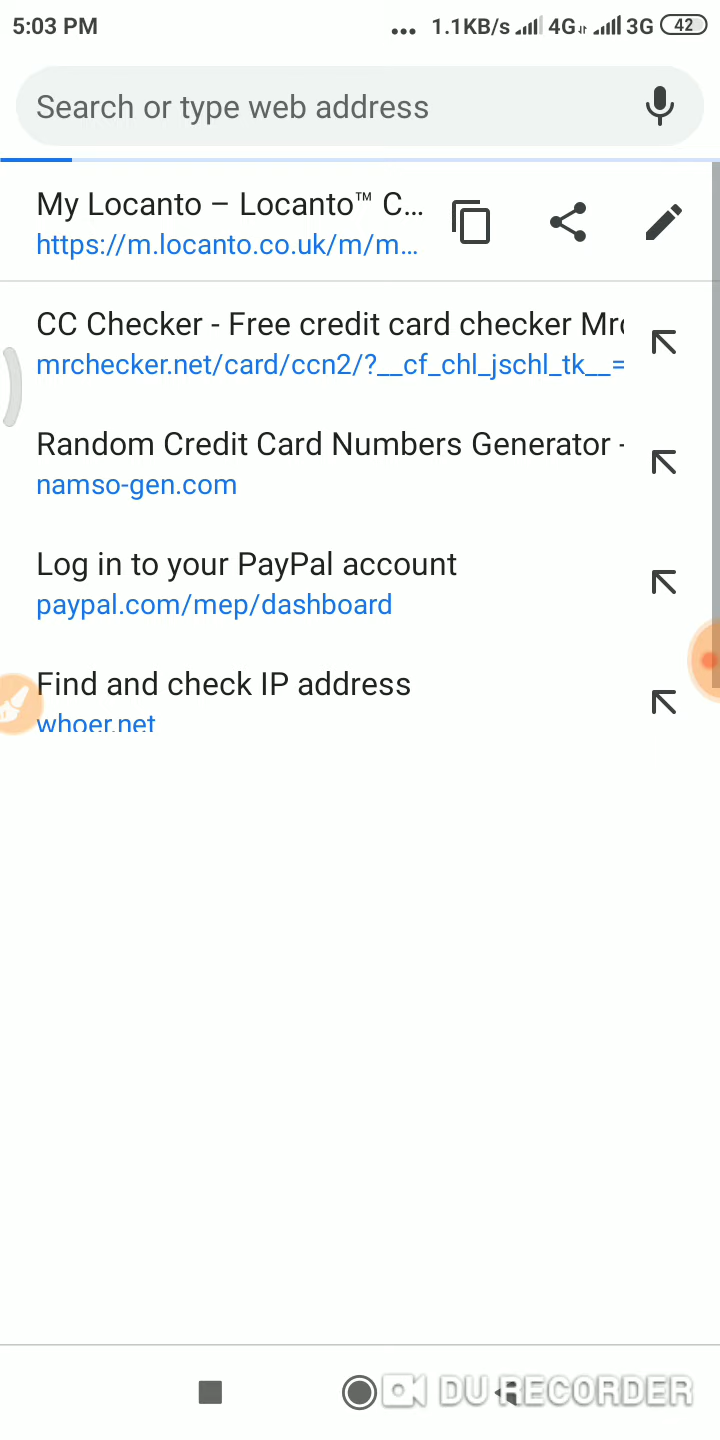 5:03 PM ... 1.1KB/s 4G 3G 42
Search or type web address
My Locanto – Locanto™ C...
https://m.locanto.co.uk/m/m...
CC Checker - Free credit card checker Mr
mrchecker.net/card/ccn2/?__cf_chl_jschl_tk__=
Random Credit Card Numbers Generator -
namso-gen.com
Log in to your PayPal account
paypal.com/mep/dashboard
Find and check IP address
whoer.net
DU RECORDER